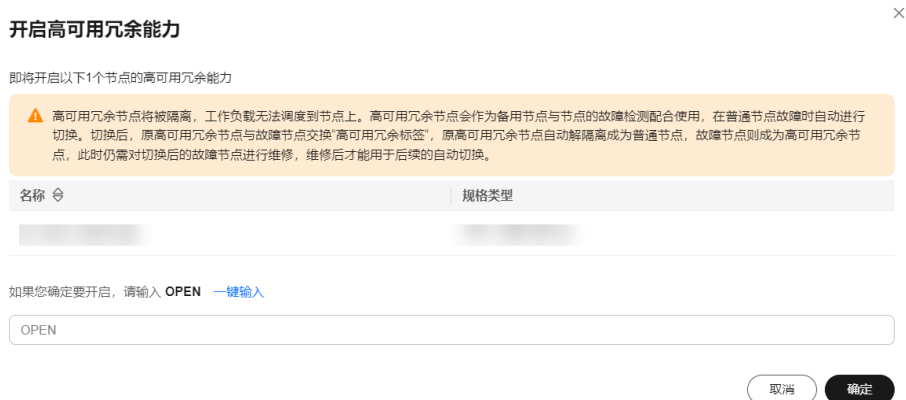 开启高可用冗余能力
即将开启以下1个节点的高可用冗余能力
高可用冗余节点将被隔离，工作负载无法调度到节点上。高可用冗余节点会作为备用节点与节点的故障检测配合使用，在普通节点故障时自动进行
切换。切换后，原高可用冗余节点与故障节点交换“高可用冗余标签”，原高可用冗余节点自动解隔离成为普通节点，故障节点则成为高可用冗余节
点，此时仍需对切换后的故障节点进行维修，维修后才能用于后续的自动切换。
名称 规格类型
如果您确定要开启，请输入 OPEN 一键输入
OPEN
取消 确定